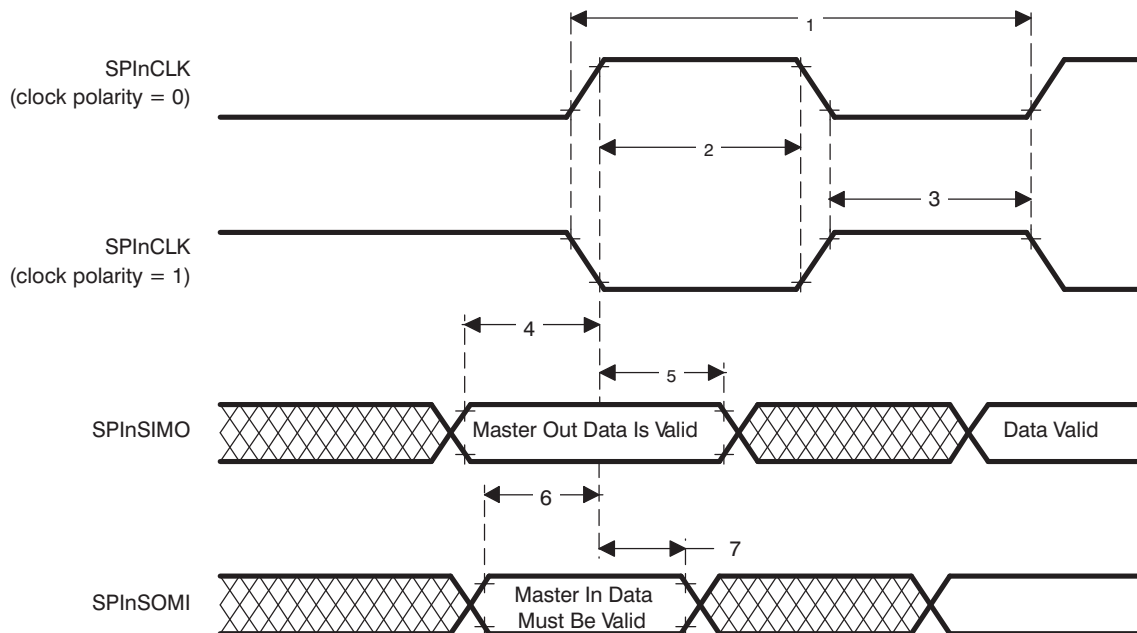 1
SPInCLK
(clock polarity = 0)
2
3
SPInCLK
(clock polarity = 1)
4
5
SPInSIMO
Master Out Data Is Valid
Data Valid
6
7
SPInSOMI
Master In Data
Must Be Valid